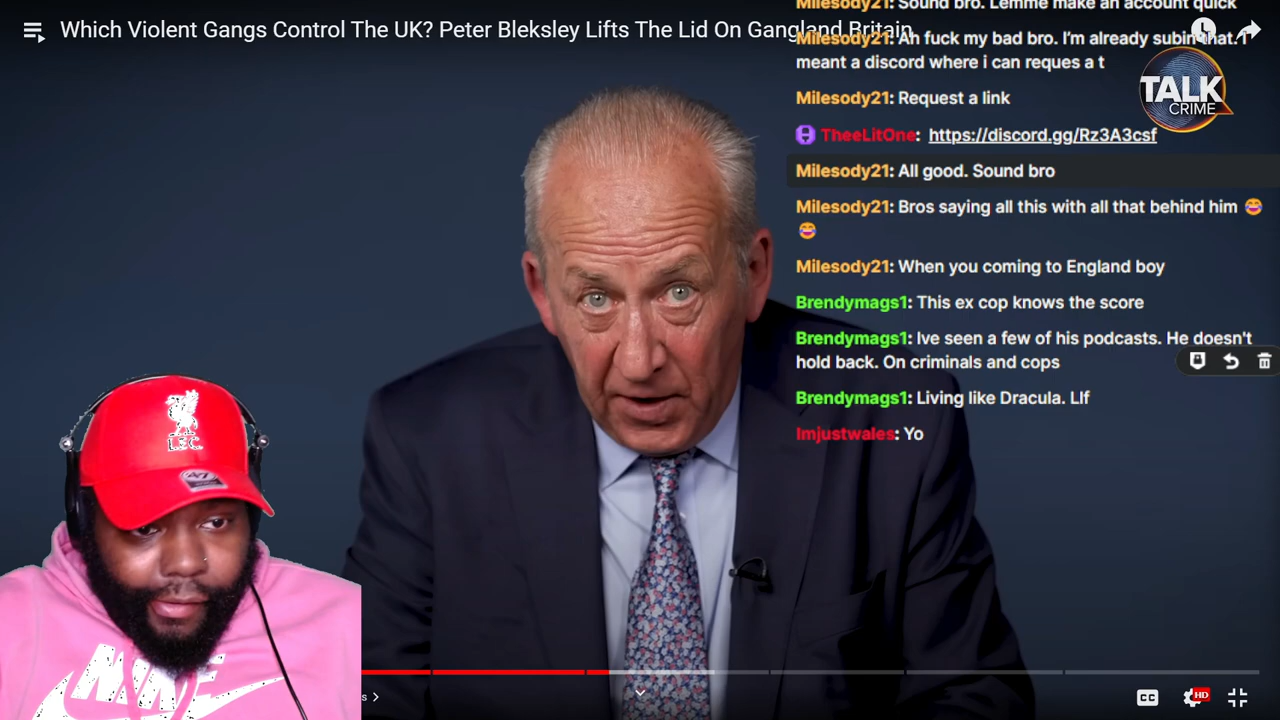 Milesody21: Sound bro. Lemme make an account quick
Which Violent Gangs Control The UK? Peter Bleksley Lifts The Lid On Gangland Britain
Milesody21: Ah fuck my bad bro. I'm already subin that. I
meant a discord where i can reques a t
TALK
CRIME
Milesody21: Request a link
TheeLitOne: https://discord.gg/Rz3A3csf
Milesody21: All good. Sound bro
Milesody21: Bros saying all this with all that behind him 😂
😂
Milesody21: When you coming to England boy
Brendymags1: This ex cop knows the score
Brendymags1: Ive seen a few of his podcasts. He doesn't
hold back. On criminals and cops
Brendymags1: Living like Dracula. Llf
Imjustwales: Yo
L.F.C.
47
NIKE
s >
CC
HD